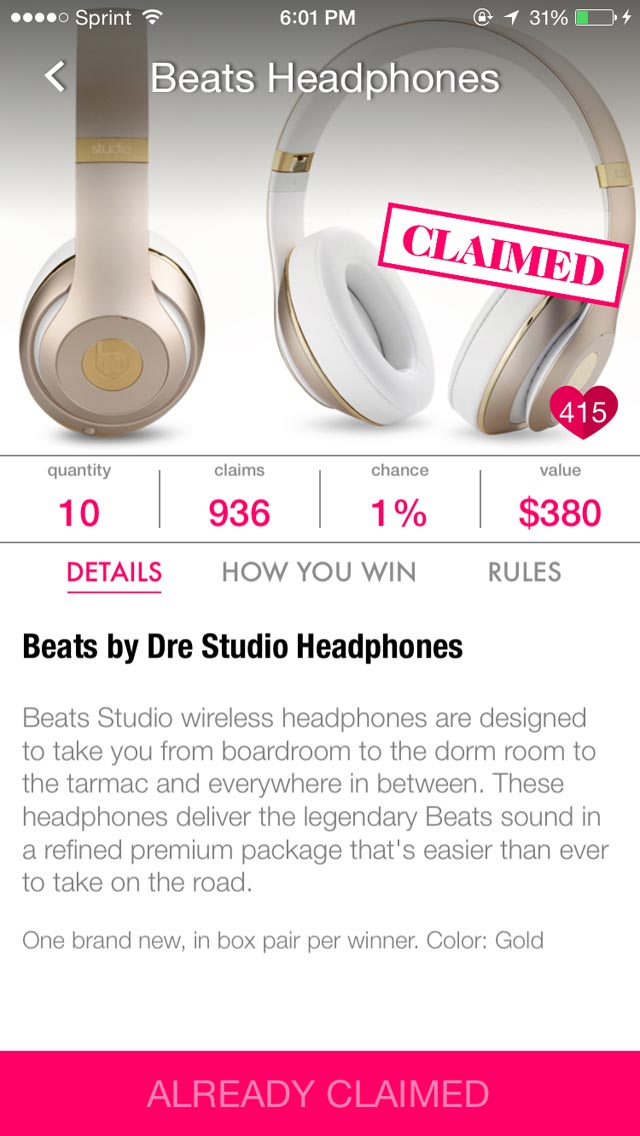 Sprint 6:01 PM 31%
Beats Headphones
studio
CLAIMED
415
quantity claims chance value
10 936 1% $380
DETAILS HOW YOU WIN RULES
Beats by Dre Studio Headphones
Beats Studio wireless headphones are designed
to take you from boardroom to the dorm room to
the tarmac and everywhere in between. These
headphones deliver the legendary Beats sound in
a refined premium package that's easier than ever
to take on the road.
One brand new, in box pair per winner. Color: Gold
ALREADY CLAIMED